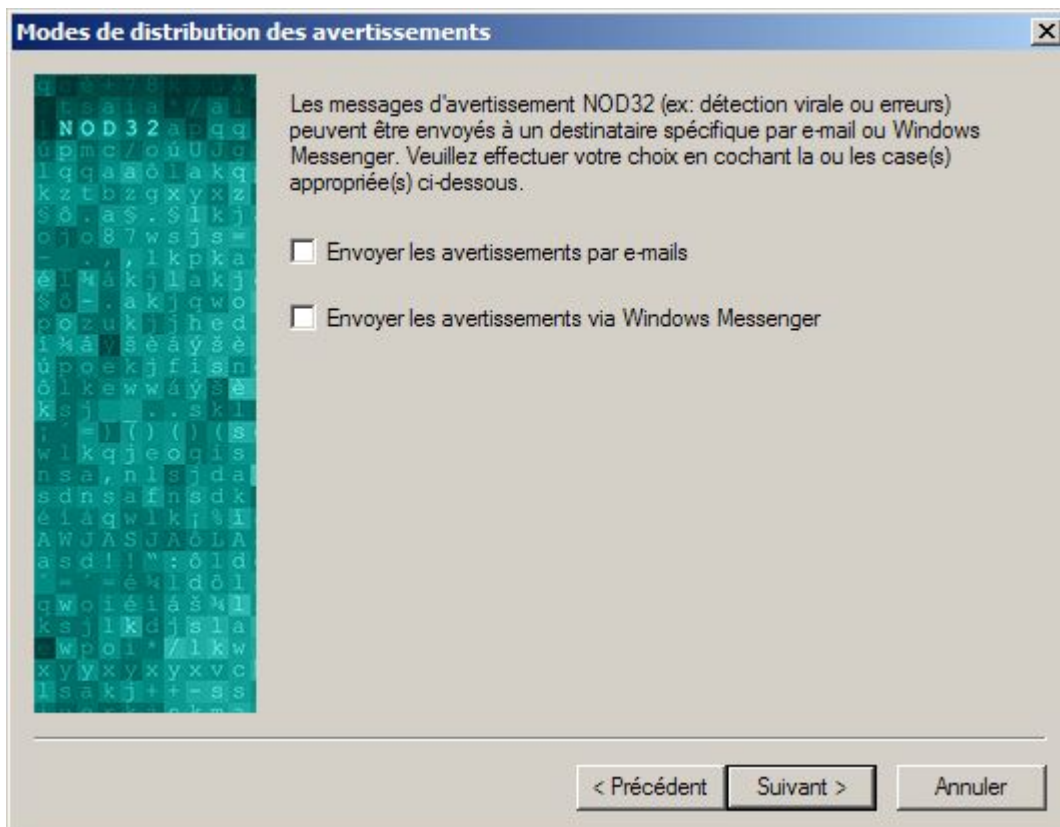 Modes de distribution des avertissements
NOD32
Les messages d'avertissement NOD32 (ex: détection virale ou erreurs)
peuvent être envoyés à un destinataire spécifique par e-mail ou Windows
Messenger. Veuillez effectuer votre choix en cochant la ou les case(s)
appropriée(s) ci-dessous.
Envoyer les avertissements par e-mails
Envoyer les avertissements via Windows Messenger
< Précédent
Suivant >
Annuler